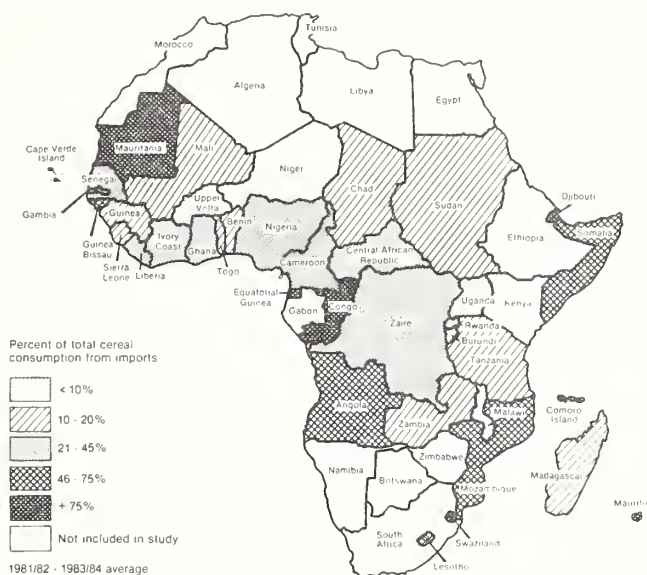 Tunisia
Morocco
Algeria
Libya
Egypt
Cape Verde
Island
Mauritania
Mali
Niger
Chad
Sudan
Djibouti
Senegal
Gambia
Upper
Volta
Guinea
Benin
Nigeria
Somalia
Guinea
Bissau
Ivory
Coast
Ghana
Ethiopia
Sierra
Leone
Liberia
Togo
Cameroon
Central African
Republic
Equatorial
Guinea
Gabon
Congo
Zaire
Uganda
Kenya
Rwanda
Burundi
Tanzania
Percent of total cereal
consumption from imports
< 10%
10 - 20%
21 - 45%
46 - 75%
+ 75%
Not included in study
1981/82 - 1983/84 average
Angola
Zambia
Malawi
Comoro
Island
Zimbabwe
Namibia
Botswana
Mozambique
Madagascar
Mauriti
South
Africa
Swaziland
Lesotho